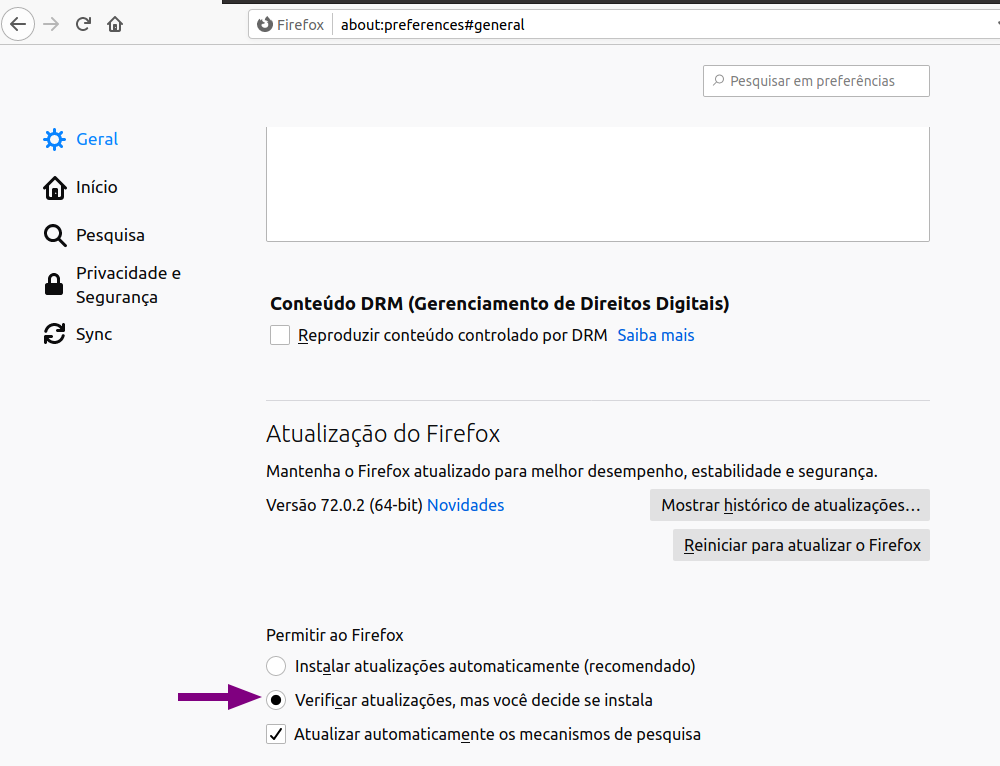 Firefox
about:preferences#general
Pesquisar em preferências
Geral
Início
Pesquisa
Privacidade e
Segurança
Sync
Conteúdo DRM (Gerenciamento de Direitos Digitais)
Reproduzir conteúdo controlado por DRM Saiba mais
Atualização do Firefox
Mantenha o Firefox atualizado para melhor desempenho, estabilidade e segurança.
Versão 72.0.2 (64-bit) Novidades
Mostrar histórico de atualizações...
Reiniciar para atualizar o Firefox
Permitir ao Firefox
Instalar atualizações automaticamente (recomendado)
Verificar atualizações, mas você decide se instala
Atualizar automaticamente os mecanismos de pesquisa